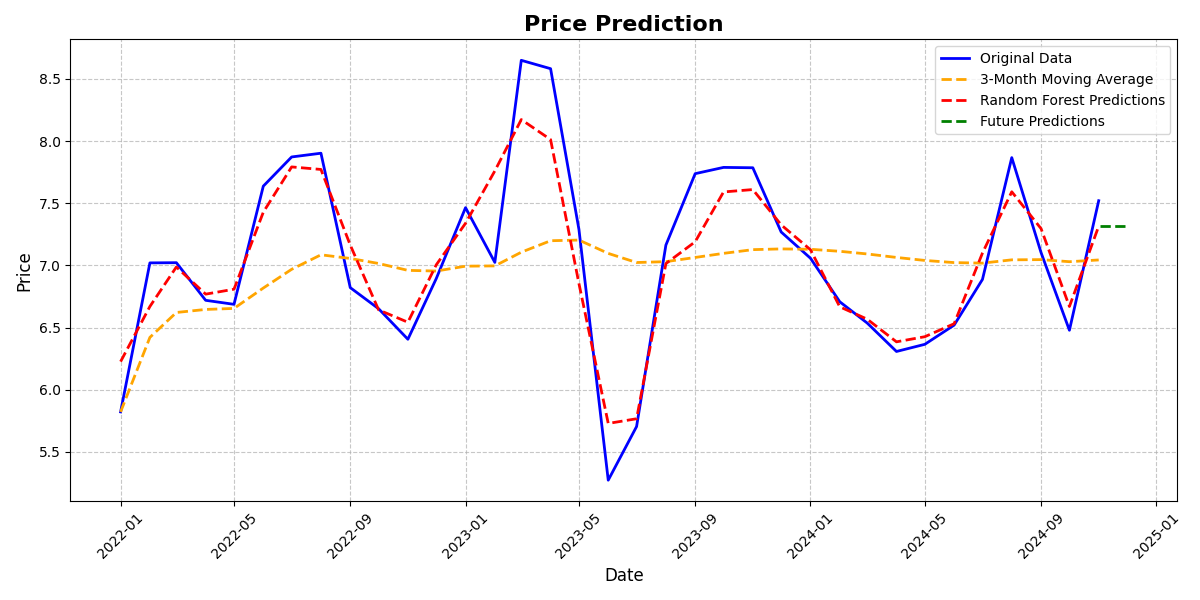 Price Prediction
Original Data
3-Month Moving Average
Random Forest Predictions
Future Predictions
Price
8.5
8.0
7.5
7.0
6.5
6.0
5.5
2022-01
2022-05
2022-09
2023-01
2023-05
2023-09
2024-01
2024-05
2024-09
2025-01
Date